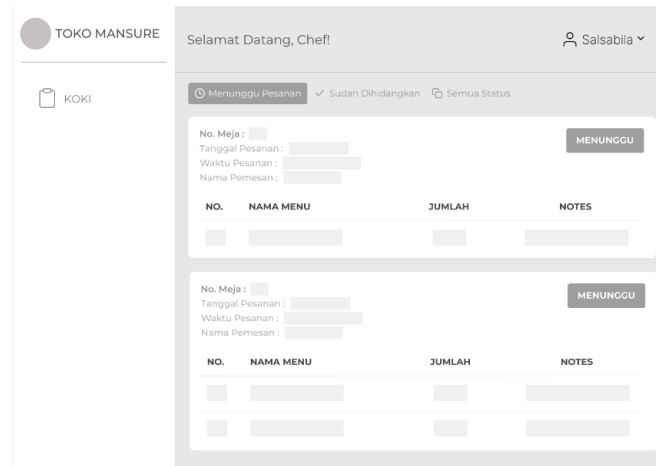 TOKO MANSURE
Selamat Datang, Chef!
Salsabila
KOKI
Menunggu Pesanan Sudah Dihidangkan Semua Status
No. Meja :
MENUNGGU
Tanggal Pesanan :
Waktu Pesanan :
Nama Pemesan :
NO. NAMA MENU JUMLAH NOTES
No. Meja :
MENUNGGU
Tanggal Pesanan :
Waktu Pesanan :
Nama Pemesan :
NO. NAMA MENU JUMLAH NOTES